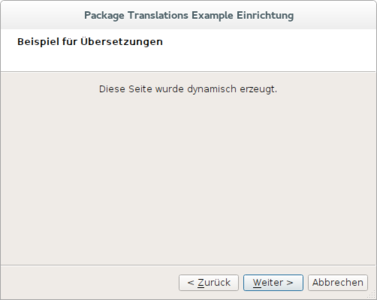 Package Translations Example Einrichtung
Beispiel für Übersetzungen
Diese Seite wurde dynamisch erzeugt.
< Zurück
Weiter >
Abbrechen